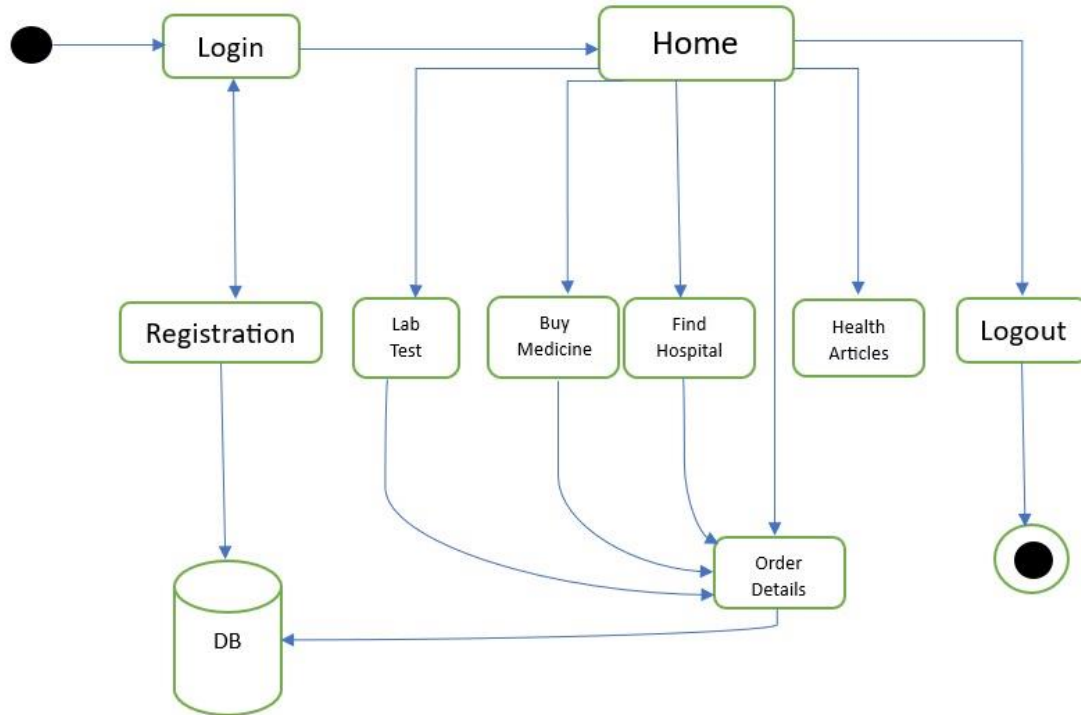 Login
Home
Registration
Lab
Test
Buy
Medicine
Find
Hospital
Health
Articles
Logout
Order
Details
DB